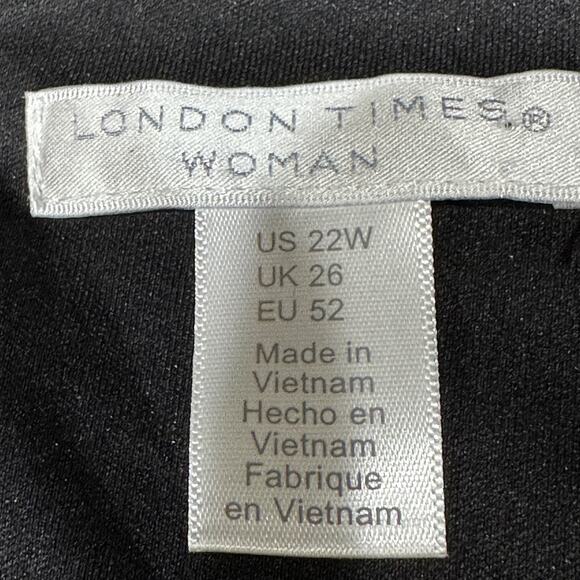 LONDON TIMES®
WOMAN
US 22W
UK 26
EU 52
Made in
Vietnam
Hecho en
Vietnam
Fabrique
en Vietnam